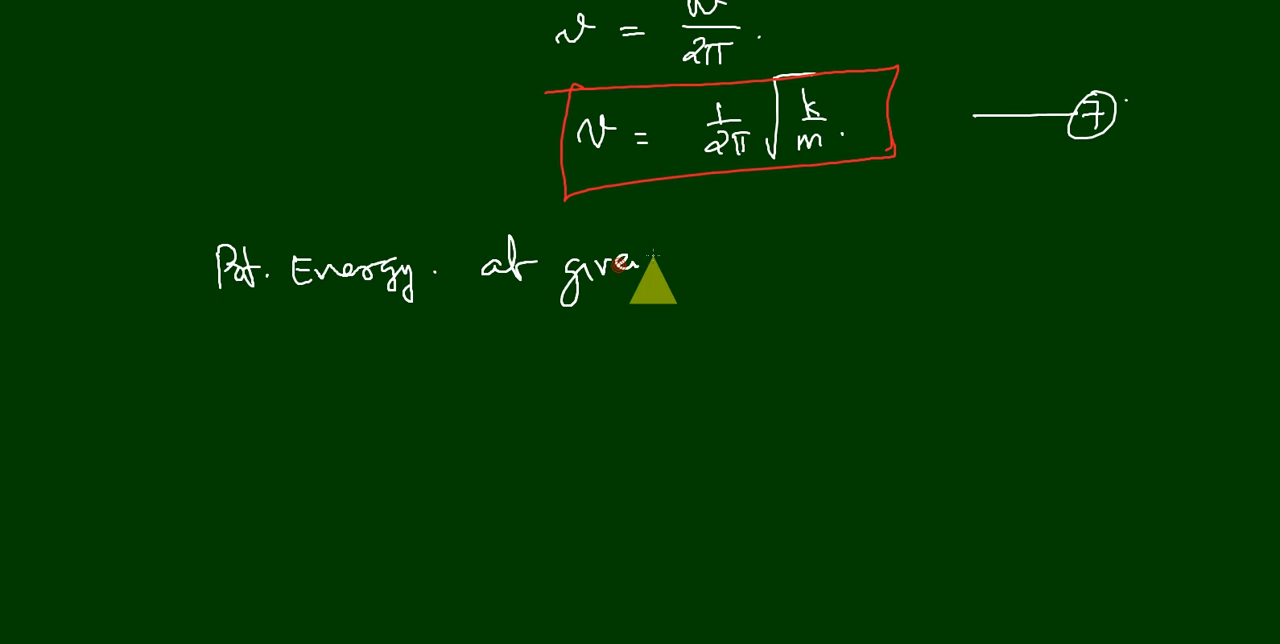 ν = ω/2π .
ν = 1/2π √k/m . ⑦ .
Pot. Energy. at give